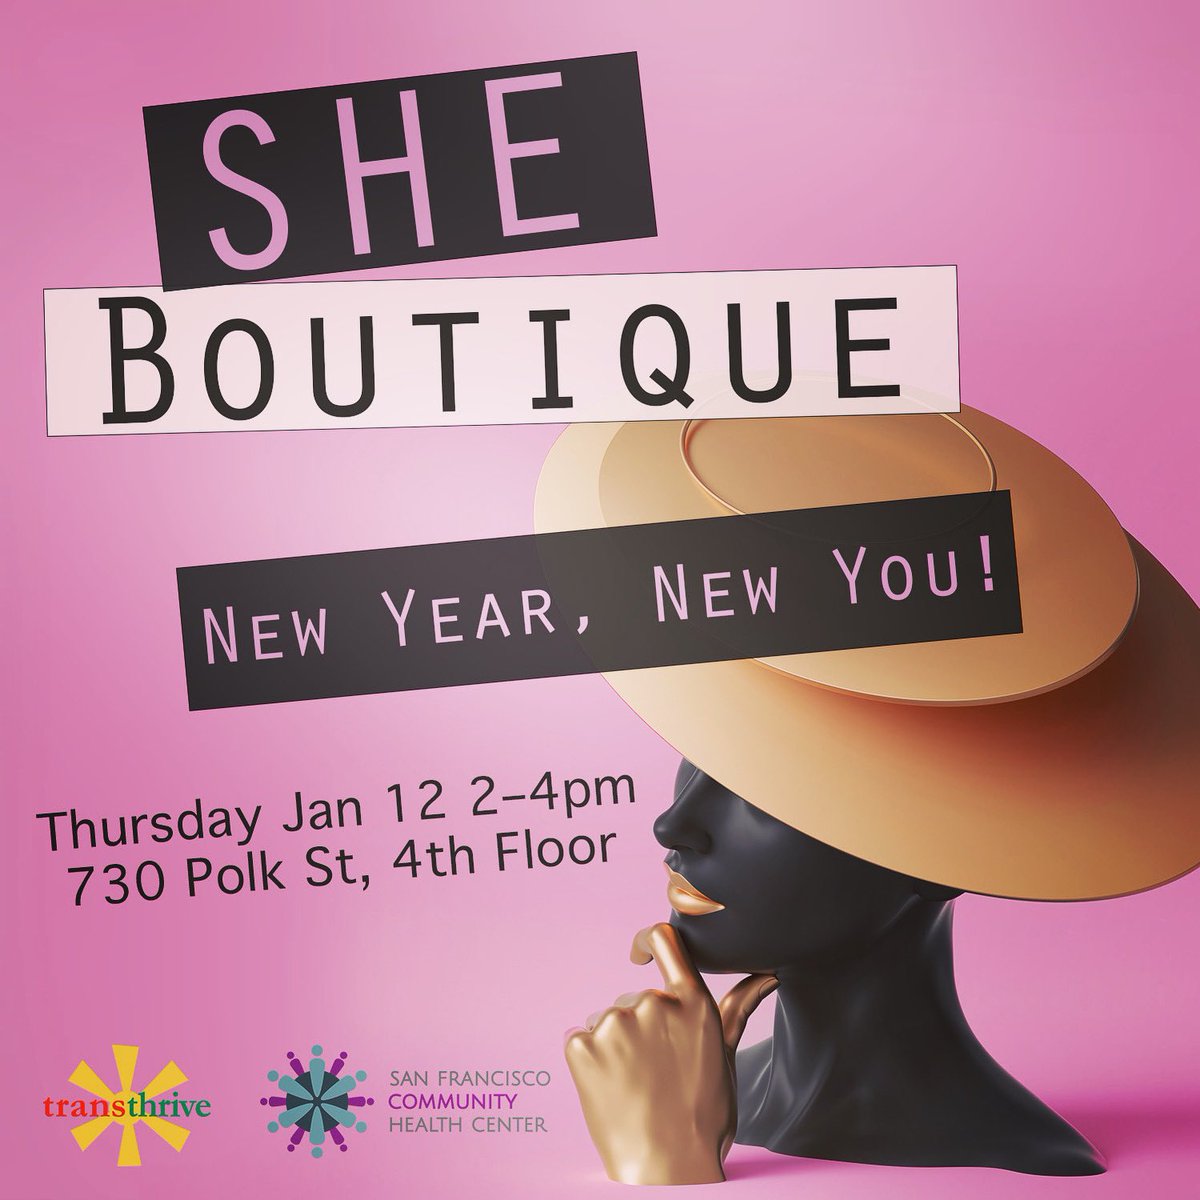 SHE
BOUTIQUE
NEW YEAR, NEW YOU!
Thursday Jan 12 2-4pm
730 Polk St, 4th Floor
transthrive
SAN FRANCISCO
COMMUNITY
HEALTH CENTER